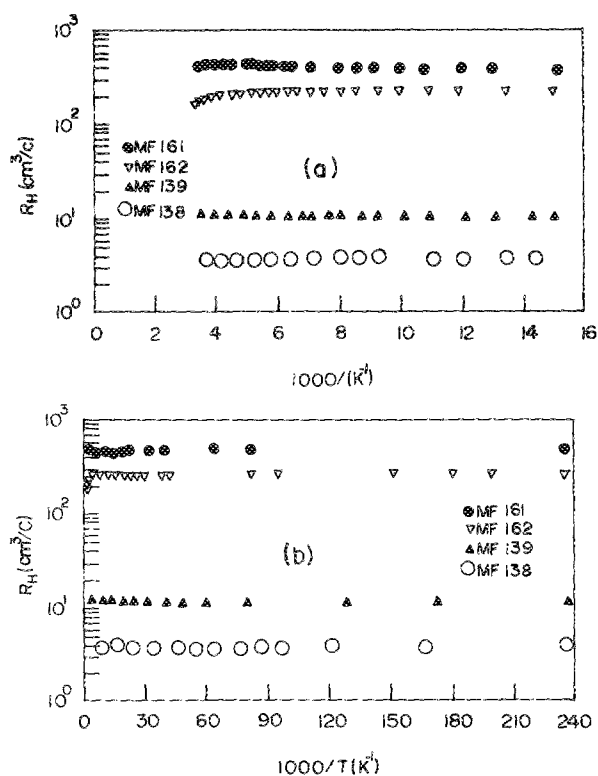 10³
10²
10¹
10⁰
R_H (cm³/c)
MF 161
MF 162
MF 139
MF 138
(a)
0 2 4 6 8 10 12 14 16
1000/(K⁻¹)
10³
10²
10¹
10⁰
R_H (cm³/c)
(b)
MF 161
MF 162
MF 139
MF 138
0 30 60 90 120 150 180 210 240
1000/T(K⁻¹)